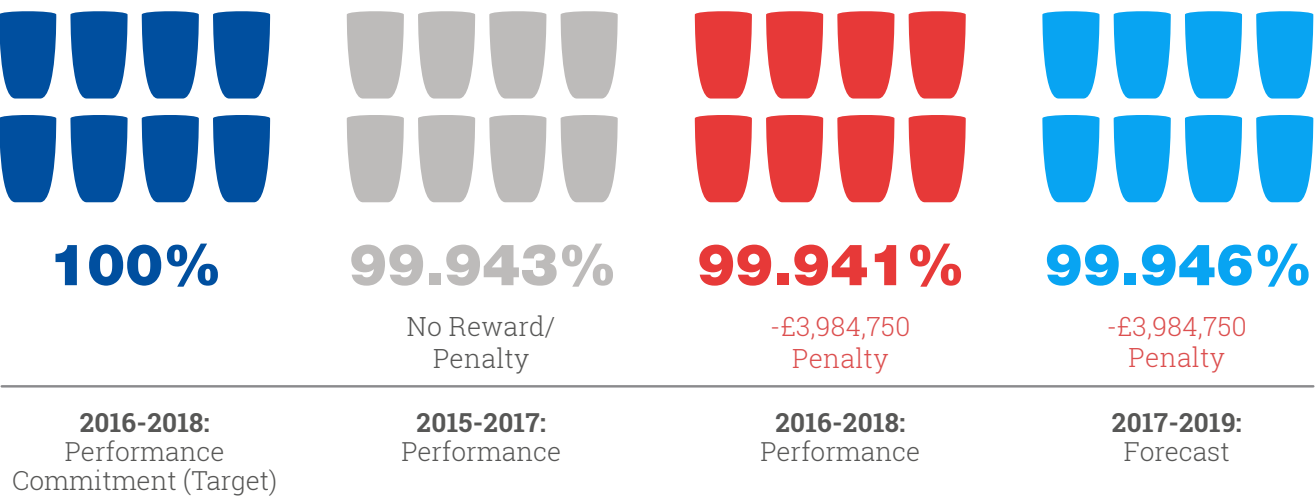 100%
99.943%
99.941%
99.946%
No Reward/
Penalty
-£3,984,750
Penalty
-£3,984,750
Penalty
2016-2018:
Performance
Commitment (Target)
2015-2017:
Performance
2016-2018:
Performance
2017-2019:
Forecast